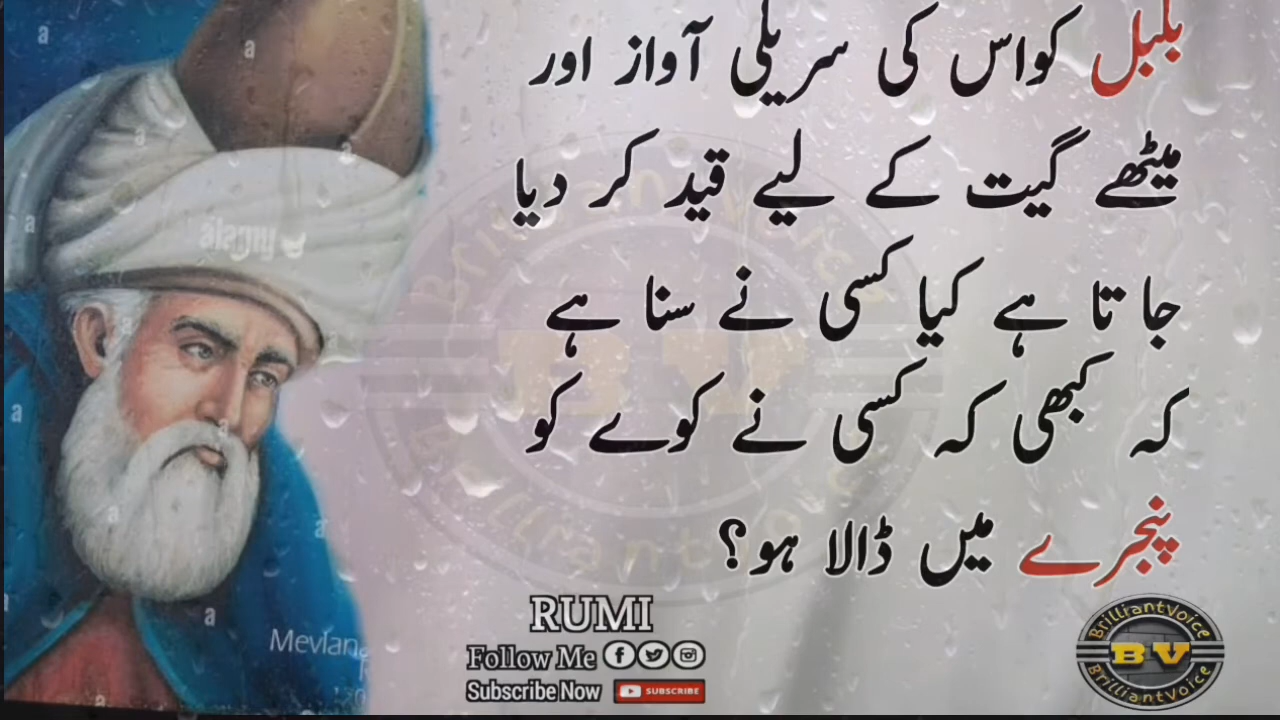 بلبل کو اس کی سریلی آواز اور
میٹھے گیت کے لیے قید کر دیا
جا تا ہے کیا کسی نے سنا ہے
کہ کبھی کہ کسی نے کوے کو
پنجرے میں ڈالا ہو؟
alamy
a
Mevlana
RUMI
Follow Me
Subscribe Now SUBSCRIBE
BrilliantVoice
BV
BrilliantVoice